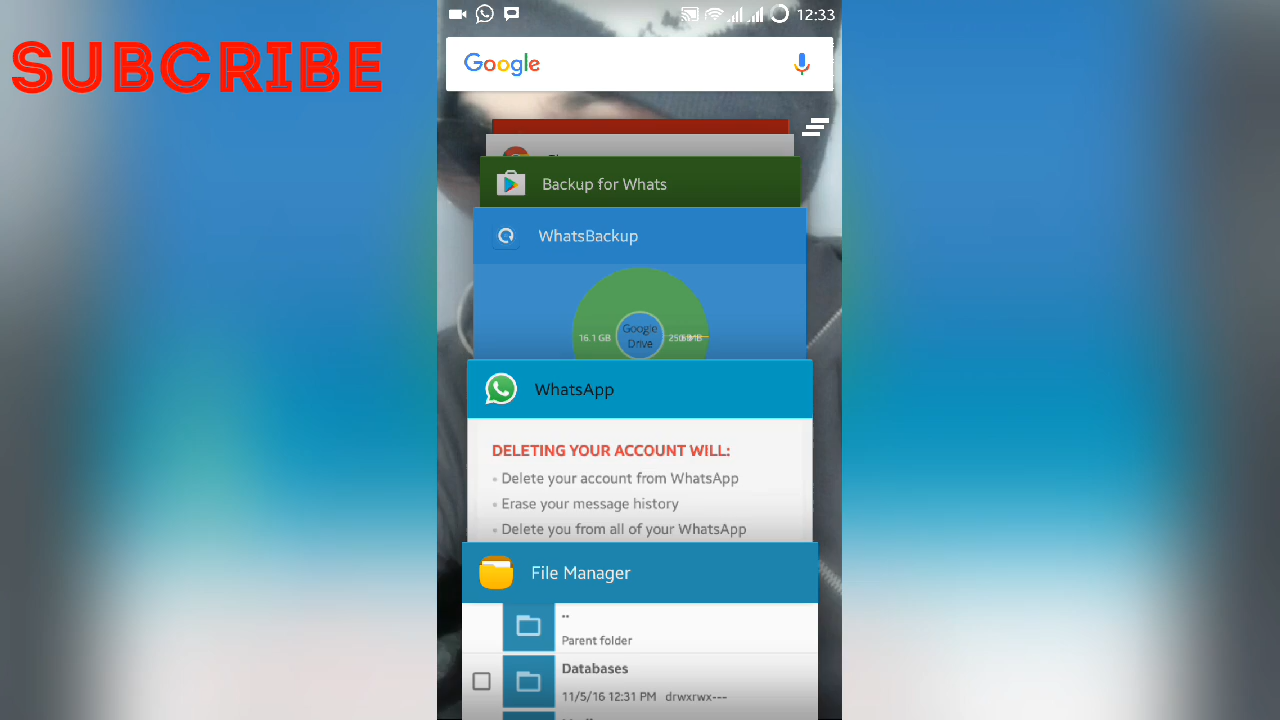 SUBCRIBE
12:33
Google
Backup for Whats
WhatsBackup
16.1 GB
Google
Drive
WhatsApp
DELETING YOUR ACCOUNT WILL:
• Delete your account from WhatsApp
• Erase your message history
• Delete you from all of your WhatsApp
File Manager
..
Parent folder
Databases
11/5/16 12:31 PM drwxrwx---